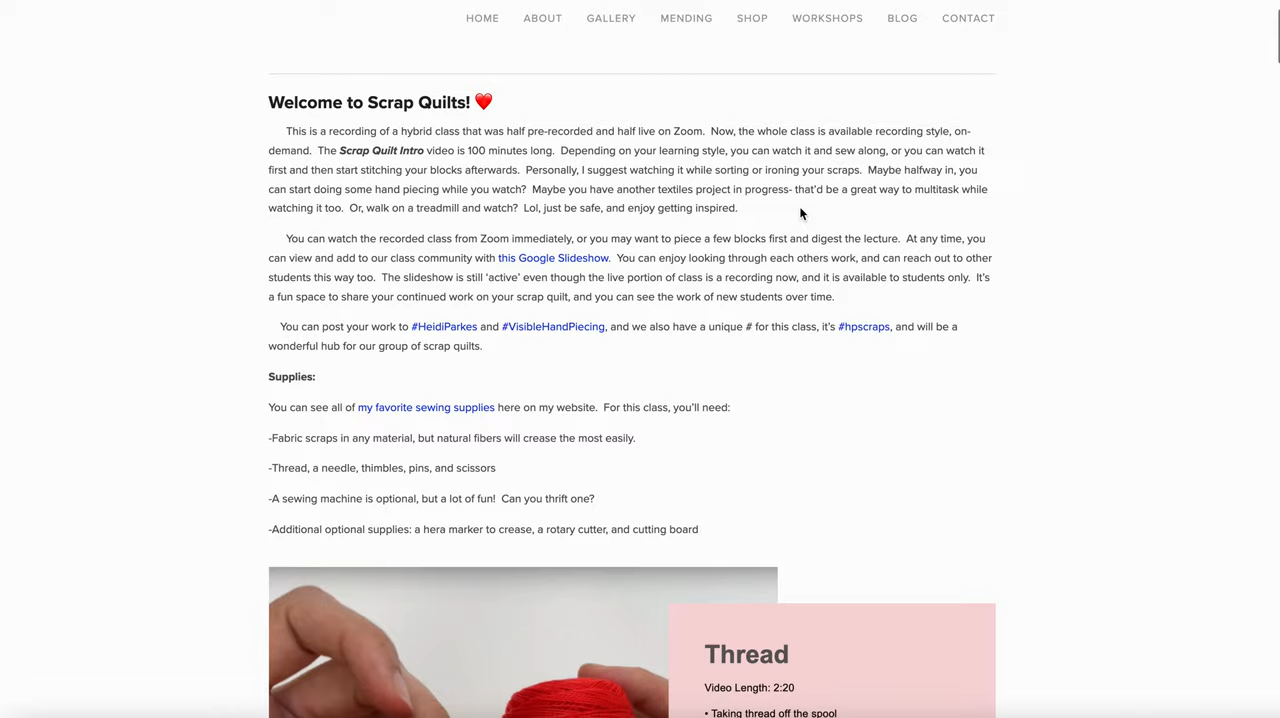 HOME ABOUT GALLERY MENDING SHOP WORKSHOPS BLOG CONTACT
Welcome to Scrap Quilts! ❤️
This is a recording of a hybrid class that was half pre-recorded and half live on Zoom. Now, the whole class is available recording style, on-
demand. The Scrap Quilt Intro video is 100 minutes long. Depending on your learning style, you can watch it and sew along, or you can watch it
first and then start stitching your blocks afterwards. Personally, I suggest watching it while sorting or ironing your scraps. Maybe halfway in, you
can start doing some hand piecing while you watch? Maybe you have another textiles project in progress- that'd be a great way to multitask while
watching it too. Or, walk on a treadmill and watch? Lol, just be safe, and enjoy getting inspired.
You can watch the recorded class from Zoom immediately, or you may want to piece a few blocks first and digest the lecture. At any time, you
can view and add to our class community with this Google Slideshow. You can enjoy looking through each others work, and can reach out to other
students this way too. The slideshow is still 'active' even though the live portion of class is a recording now, and it is available to students only. It's
a fun space to share your continued work on your scrap quilt, and you can see the work of new students over time.
You can post your work to #HeidiParkes and #VisibleHandPiecing, and we also have a unique # for this class, it's #hpscraps, and will be a
wonderful hub for our group of scrap quilts.
Supplies:
You can see all of my favorite sewing supplies here on my website. For this class, you'll need:
-Fabric scraps in any material, but natural fibers will crease the most easily.
-Thread, a needle, thimbles, pins, and scissors
-A sewing machine is optional, but a lot of fun! Can you thrift one?
-Additional optional supplies: a hera marker to crease, a rotary cutter, and cutting board
Thread
Video Length: 2:20
• Taking thread off the spool